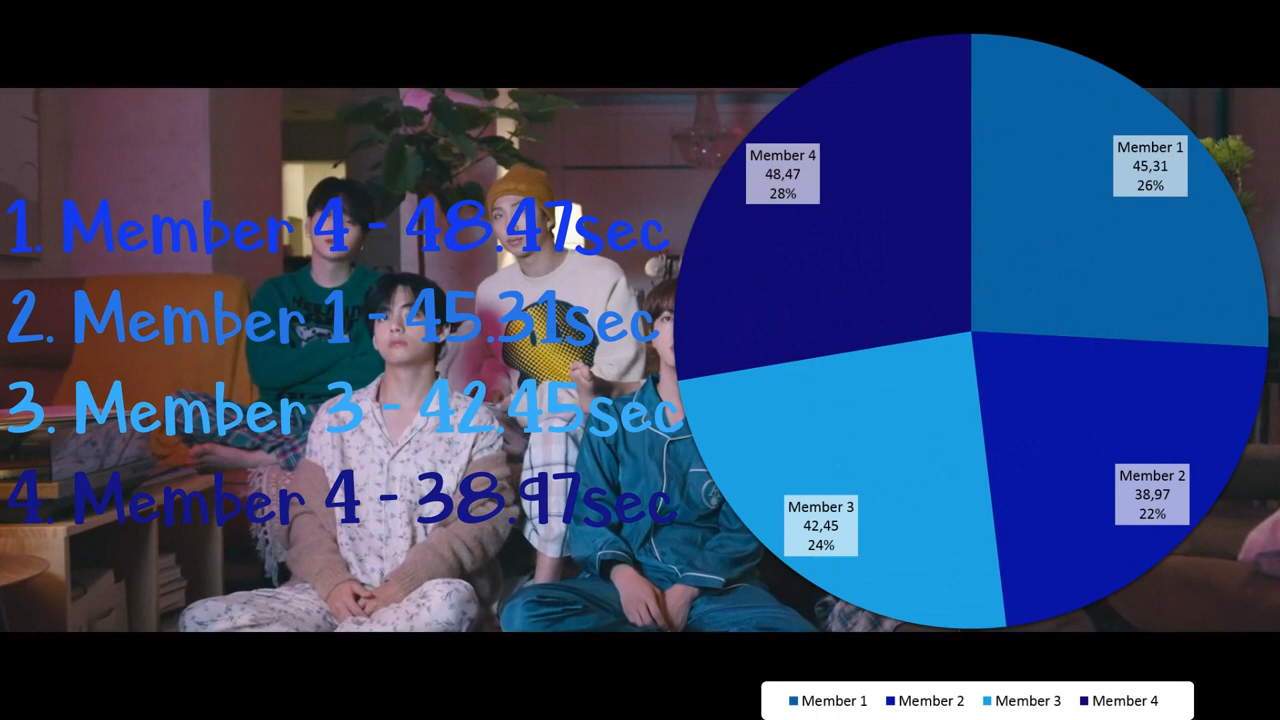 1. Member 4 - 48.47sec
2. Member 1 - 45.31sec
3. Member 3 - 42.45sec
4. Member 4 - 38.97sec
Member 4
48,47
28%
Member 1
45,31
26%
Member 3
42,45
24%
Member 2
38,97
22%
Member 1 Member 2 Member 3 Member 4